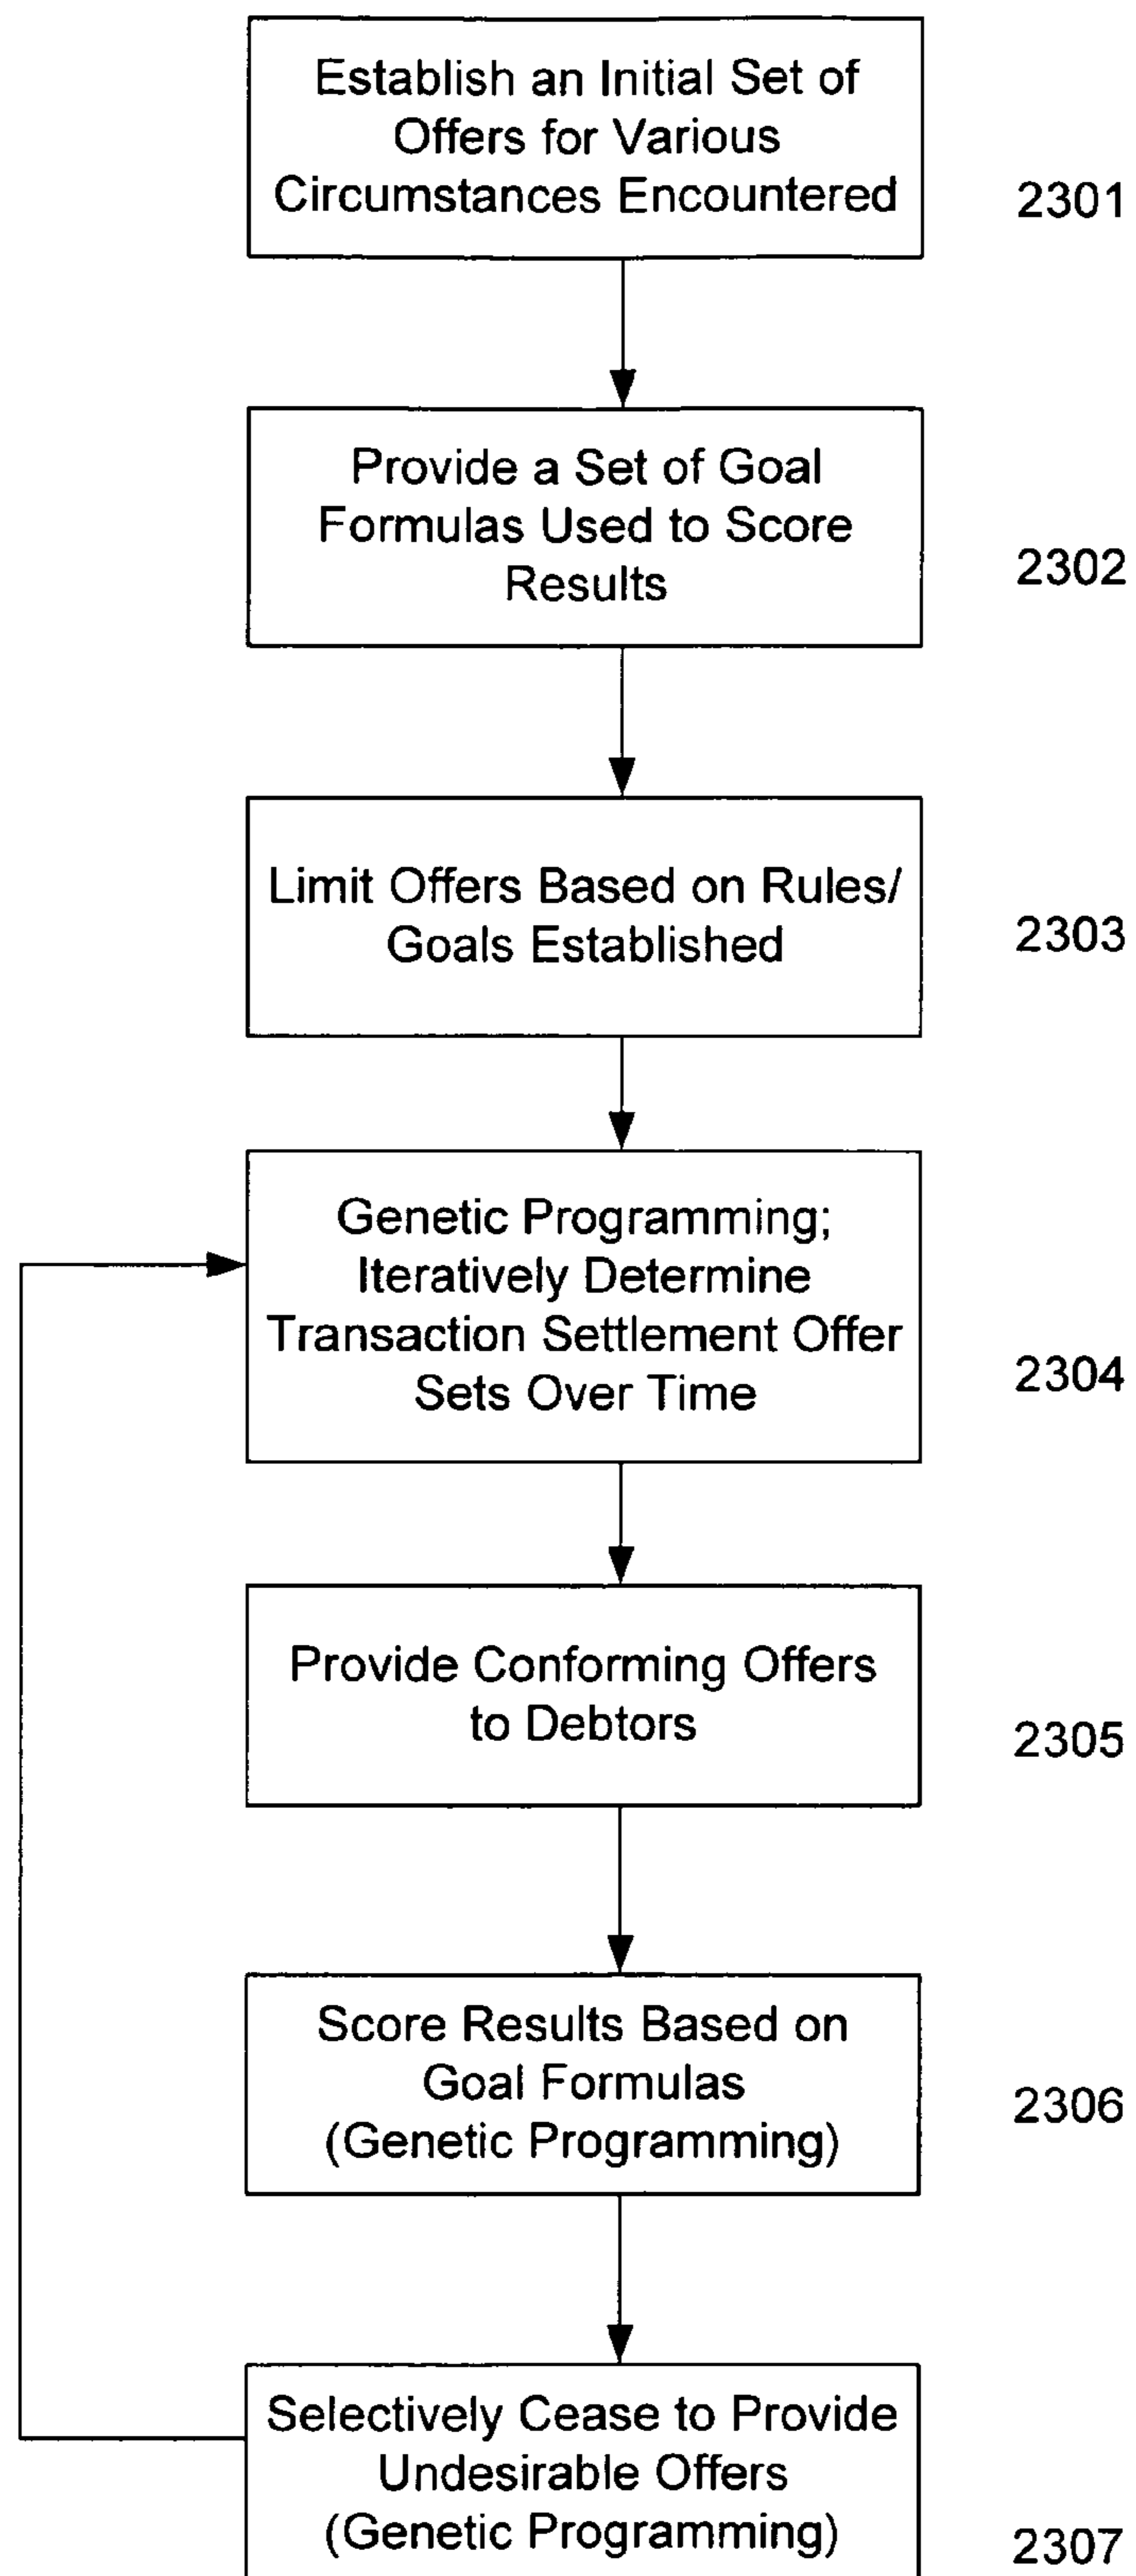 Establish an Initial Set of
Offers for Various
Circumstances Encountered
2301
Provide a Set of Goal
Formulas Used to Score
Results
2302
Limit Offers Based on Rules/
Goals Established
2303
Genetic Programming;
Iteratively Determine
Transaction Settlement Offer
Sets Over Time
2304
Provide Conforming Offers
to Debtors
2305
Score Results Based on
Goal Formulas
(Genetic Programming)
2306
Selectively Cease to Provide
Undesirable Offers
(Genetic Programming)
2307